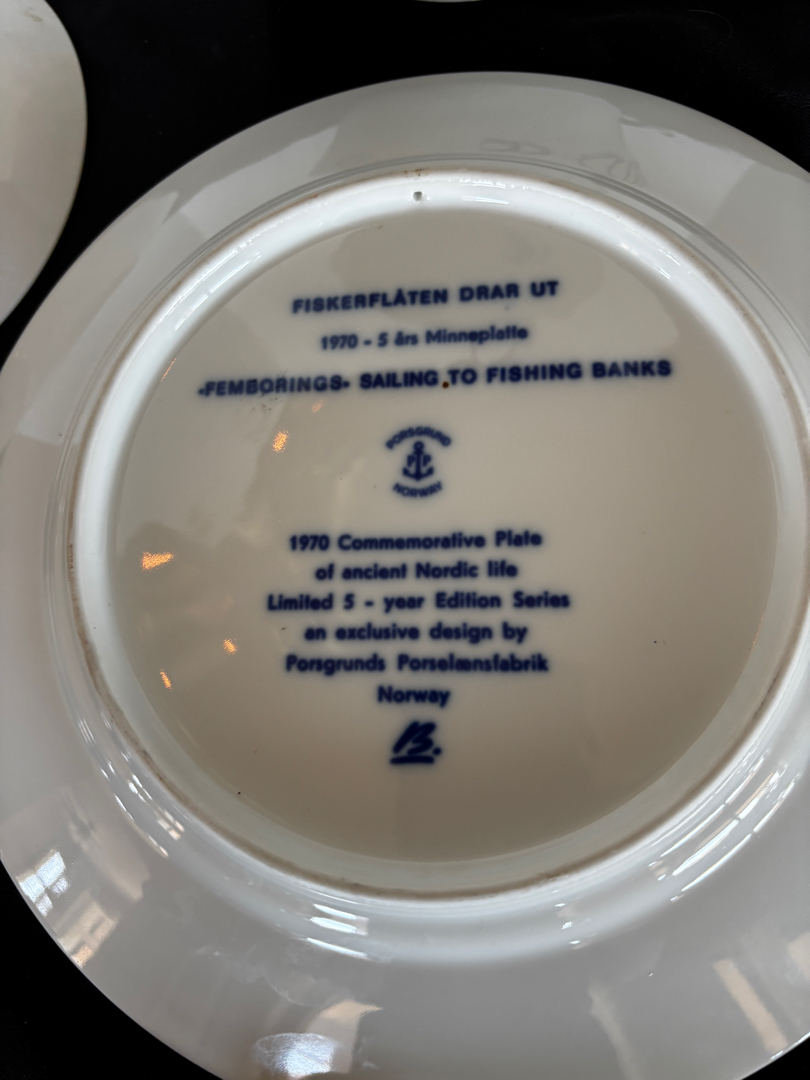 FISKERFLÅTEN DRAR UT
1970 - 5 års Minneplatte
«FEMBORINGS» SAILING TO FISHING BANKS
PORSGRUND
P P
NORWAY
1970 Commemorative Plate
of ancient Nordic life
Limited 5 - year Edition Series
an exclusive design by
Porsgrunds Porselænsfabrik
Norway
B.